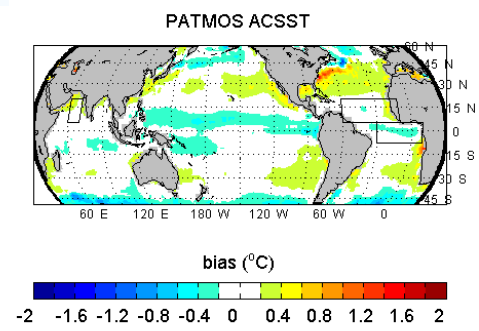 PATMOS ACSST
60 N
45 N
30 N
15 N
0
15 S
30 S
45 S
60 E 120 E 180 W 120 W 60 W 0
bias (°C)
-2 -1.6 -1.2 -0.8 -0.4 0 0.4 0.8 1.2 1.6 2